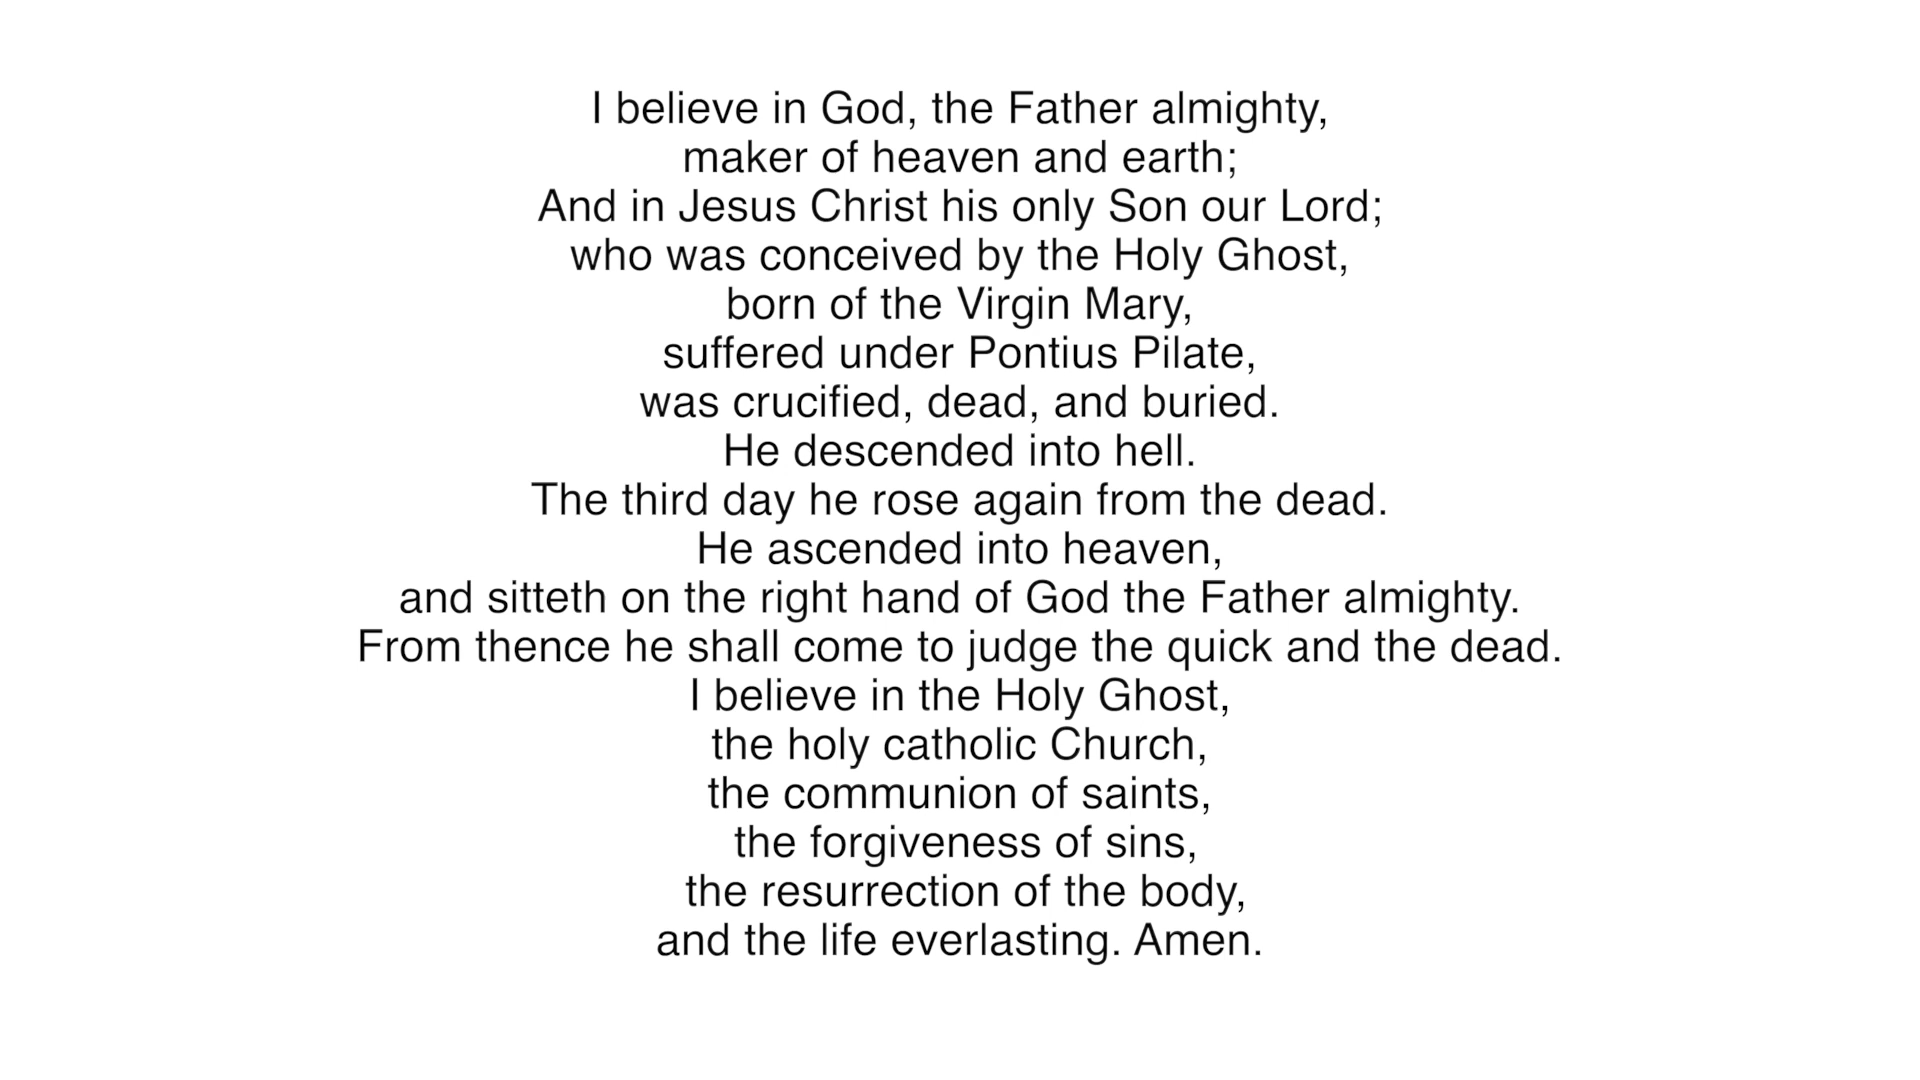 I believe in God, the Father almighty,
maker of heaven and earth;
And in Jesus Christ his only Son our Lord;
who was conceived by the Holy Ghost,
born of the Virgin Mary,
suffered under Pontius Pilate,
was crucified, dead, and buried.
He descended into hell.
The third day he rose again from the dead.
He ascended into heaven,
and sitteth on the right hand of God the Father almighty.
From thence he shall come to judge the quick and the dead.
I believe in the Holy Ghost,
the holy catholic Church,
the communion of saints,
the forgiveness of sins,
the resurrection of the body,
and the life everlasting. Amen.